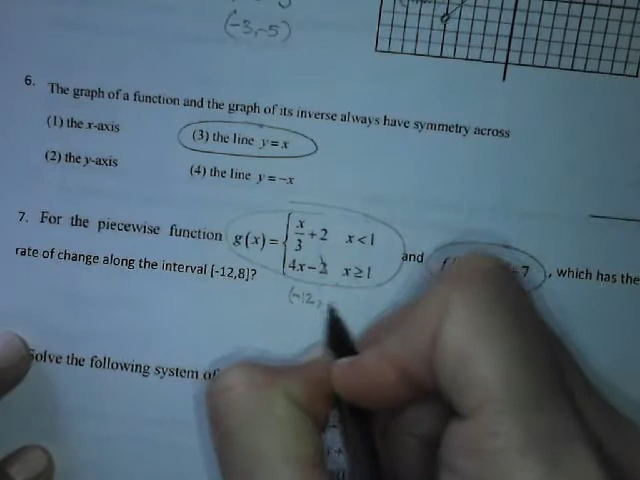 (-3,-5)
6. The graph of a function and the graph of its inverse always have symmetry across
(1) the x-axis (3) the line y = x
(2) the y-axis (4) the line y = -x
7. For the piecewise function g(x) = { x/3 + 2 x < 1 and
4x - 2 x ≥ 1
7, which has the
rate of change along the interval [-12,8]?
(-12,
Solve the following system of